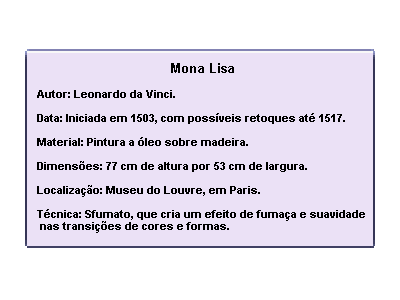 Mona Lisa
Autor: Leonardo da Vinci.
Data: Iniciada em 1503, com possíveis retoques até 1517.
Material: Pintura a óleo sobre madeira.
Dimensões: 77 cm de altura por 53 cm de largura.
Localização: Museu do Louvre, em Paris.
Técnica: Sfumato, que cria um efeito de fumaça e suavidade
nas transições de cores e formas.